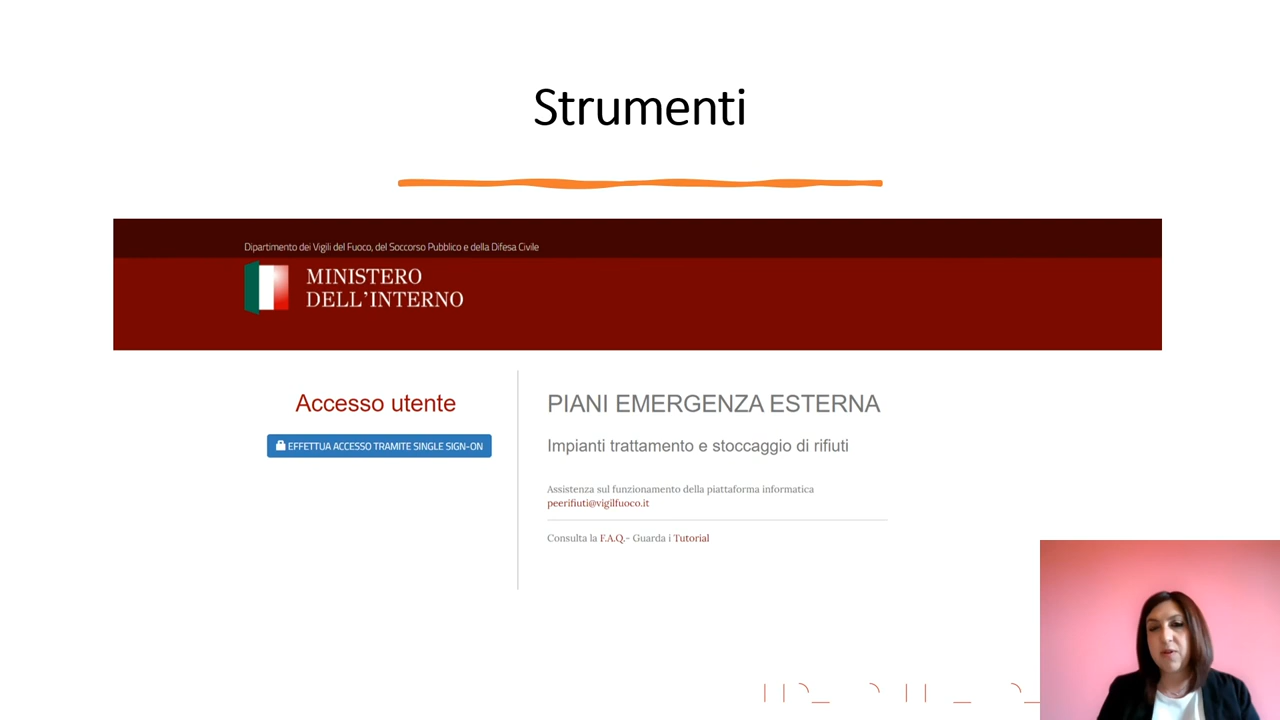 Strumenti
Dipartimento dei Vigili del Fuoco, del Soccorso Pubblico e della Difesa Civile
MINISTERO
DELL'INTERNO
Accesso utente
EFFETTUA ACCESSO TRAMITE SINGLE SIGN-ON
PIANI EMERGENZA ESTERNA
Impianti trattamento e stoccaggio di rifiuti
Assistenza sul funzionamento della piattaforma informatica
peerifiuti@vigilfuoco.it
Consulta la F.A.Q.- Guarda i Tutorial